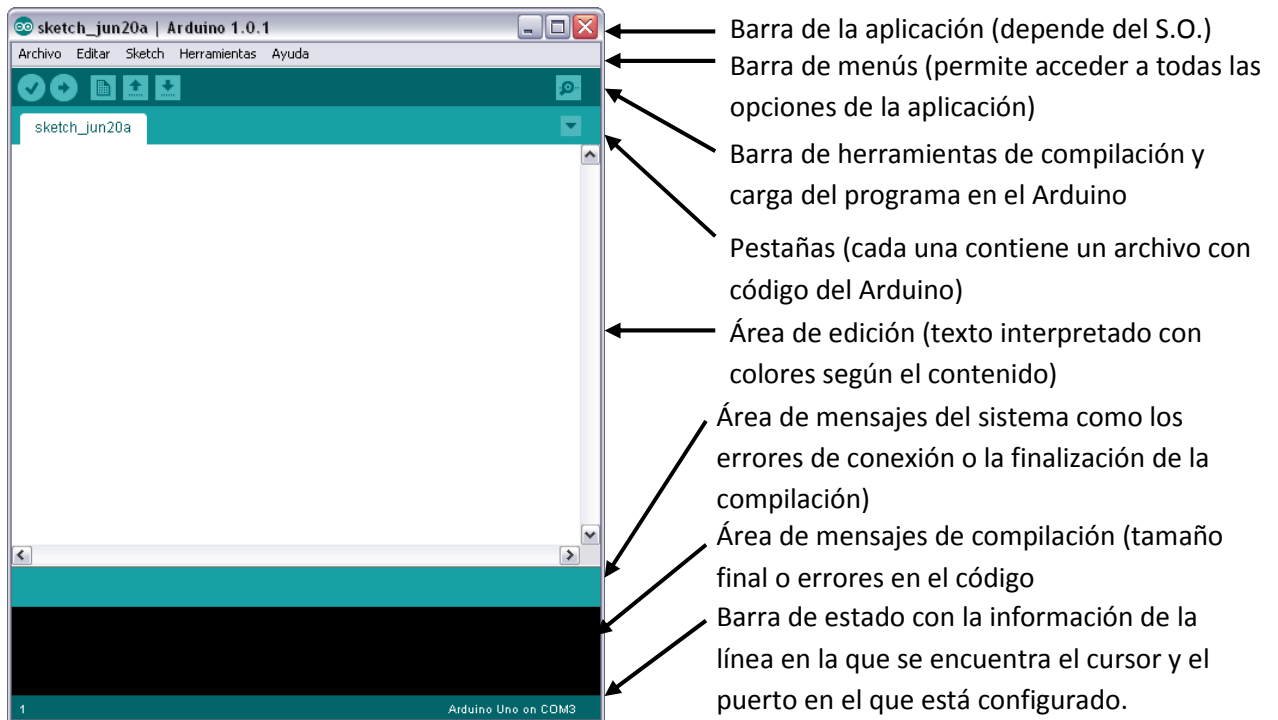 sketch_jun20a | Arduino 1.0.1
Archivo Editar Sketch Herramientas Ayuda
sketch_jun20a
1
Arduino Uno on COM3
Barra de la aplicación (depende del S.O.)
Barra de menús (permite acceder a todas las
opciones de la aplicación)
Barra de herramientas de compilación y
carga del programa en el Arduino
Pestañas (cada una contiene un archivo con
código del Arduino)
Área de edición (texto interpretado con
colores según el contenido)
Área de mensajes del sistema como los
errores de conexión o la finalización de la
compilación)
Área de mensajes de compilación (tamaño
final o errores en el código
Barra de estado con la información de la
línea en la que se encuentra el cursor y el
puerto en el que está configurado.